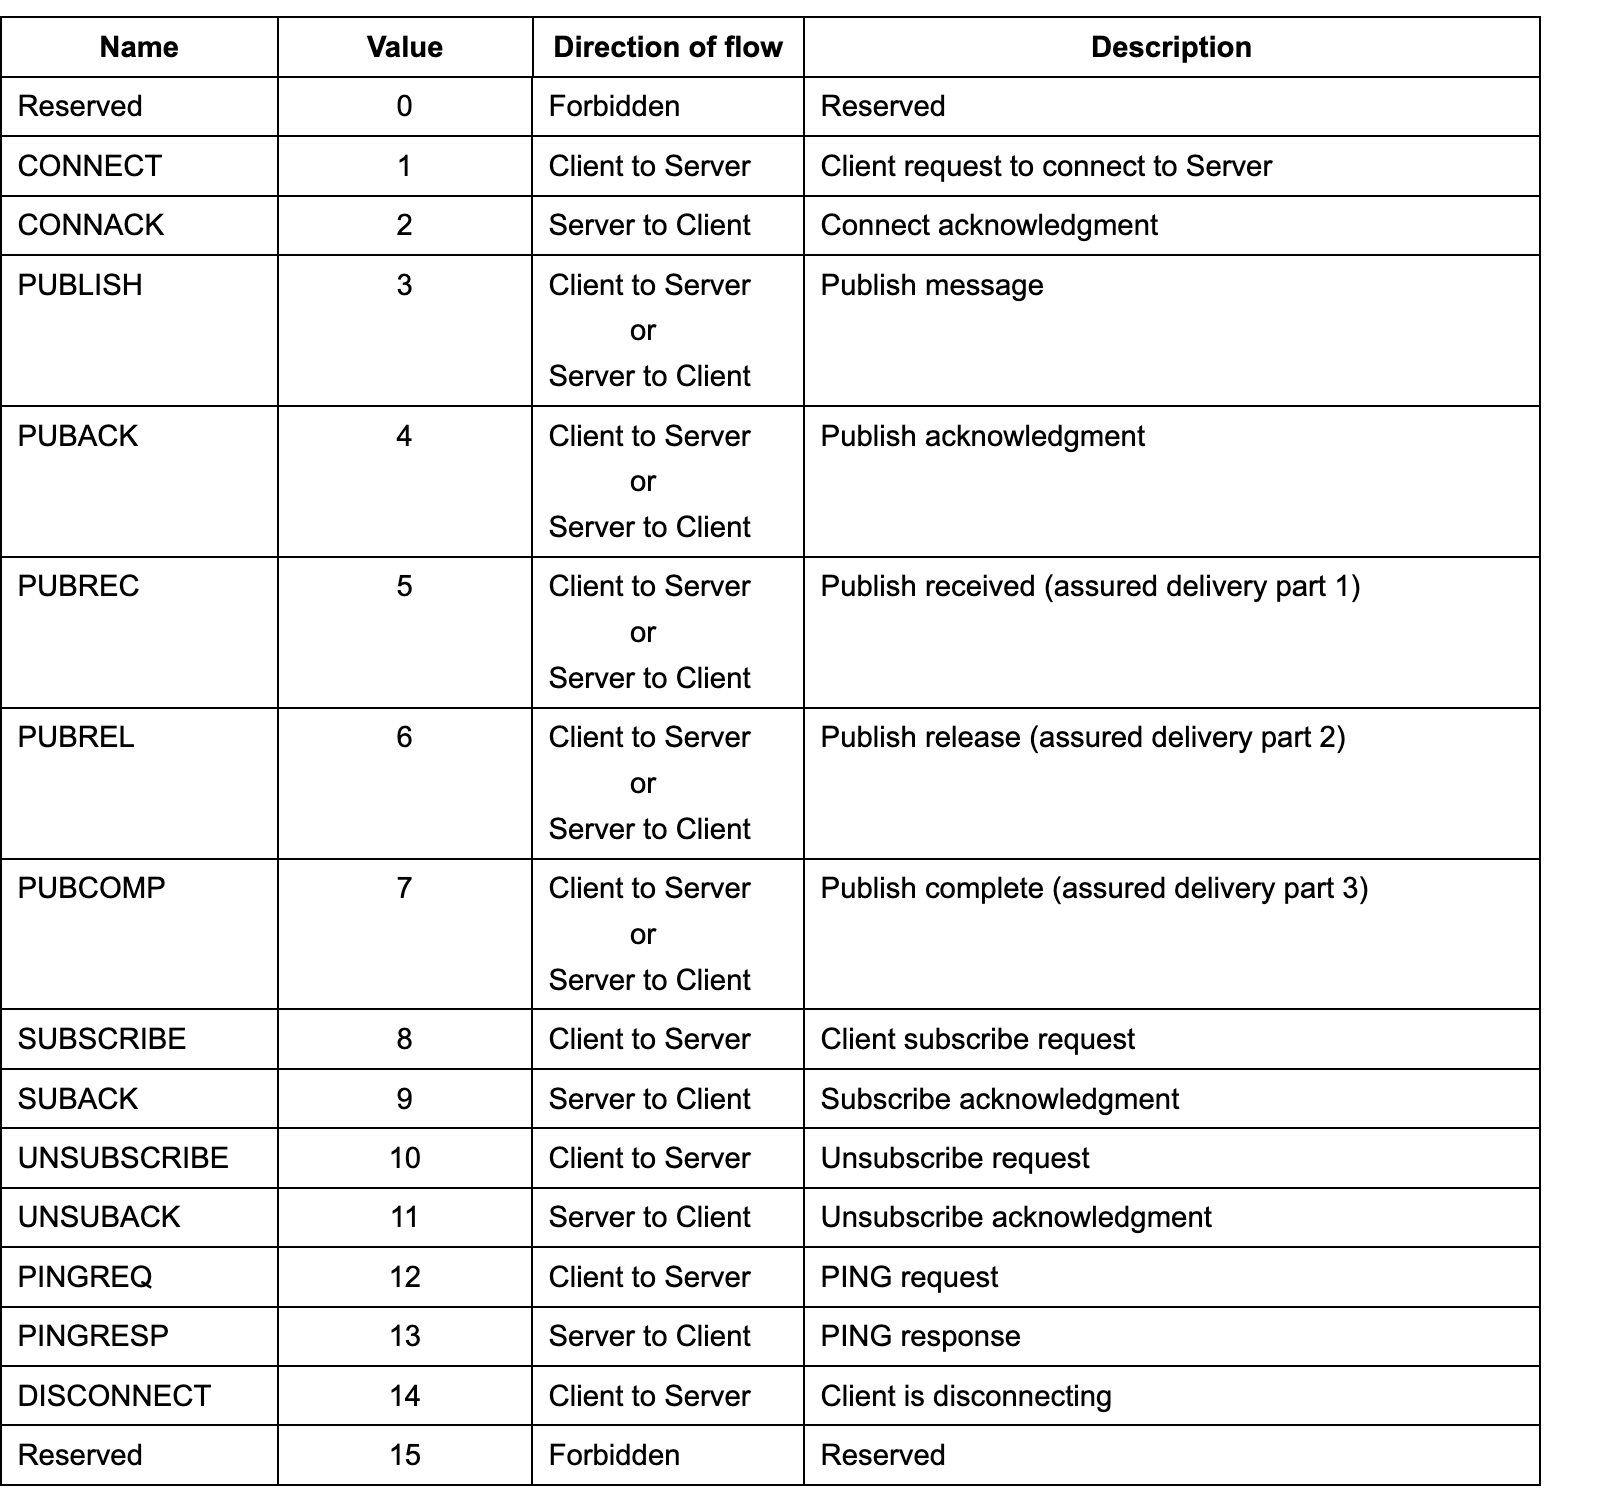 Name Value Direction of flow Description
Reserved 0 Forbidden Reserved
CONNECT 1 Client to Server Client request to connect to Server
CONNACK 2 Server to Client Connect acknowledgment
PUBLISH 3 Client to Server Publish message
or
Server to Client
PUBACK 4 Client to Server Publish acknowledgment
or
Server to Client
PUBREC 5 Client to Server Publish received (assured delivery part 1)
or
Server to Client
PUBREL 6 Client to Server Publish release (assured delivery part 2)
or
Server to Client
PUBCOMP 7 Client to Server Publish complete (assured delivery part 3)
or
Server to Client
SUBSCRIBE 8 Client to Server Client subscribe request
SUBACK 9 Server to Client Subscribe acknowledgment
UNSUBSCRIBE 10 Client to Server Unsubscribe request
UNSUBACK 11 Server to Client Unsubscribe acknowledgment
PINGREQ 12 Client to Server PING request
PINGRESP 13 Server to Client PING response
DISCONNECT 14 Client to Server Client is disconnecting
Reserved 15 Forbidden Reserved